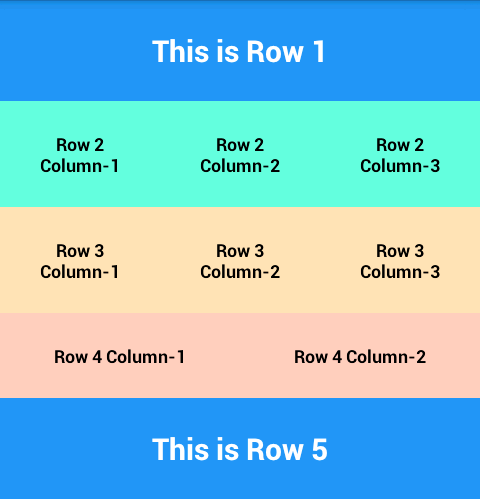 This is Row 1
Row 2 Row 2 Row 2
Column-1 Column-2 Column-3
Row 3 Row 3 Row 3
Column-1 Column-2 Column-3
Row 4 Column-1 Row 4 Column-2
This is Row 5